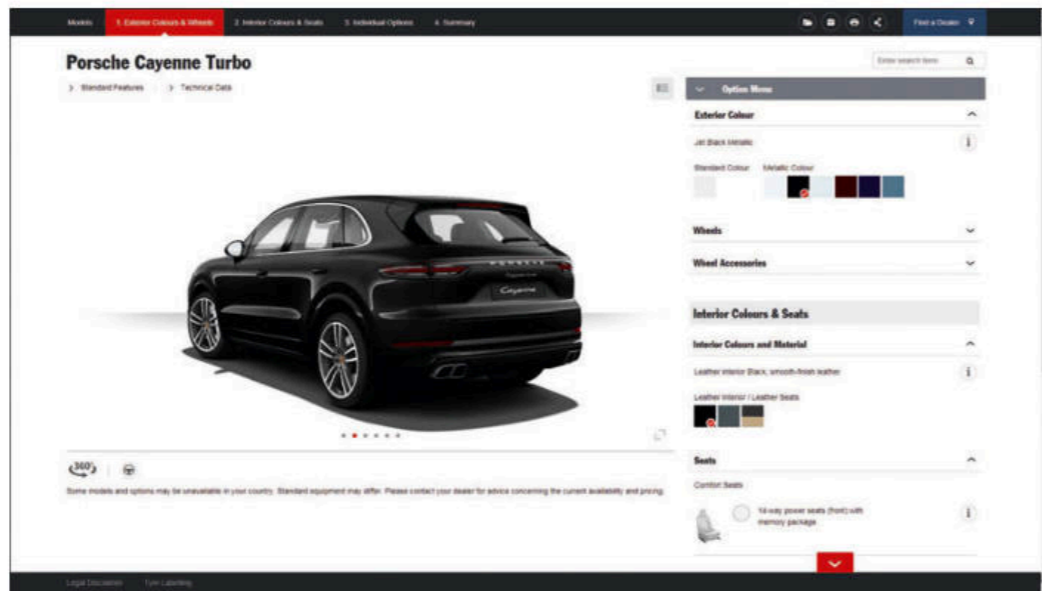 Models
1. Exterior Colours & Wheels
2. Interior Colours & Seats
3. Individual Options
4. Summary
Find a Dealer
Porsche Cayenne Turbo
Enter search term
Standard Features
Technical Data
Option Menu
Exterior Colour
Jet Black Metallic
i
Standard Colour
Metallic Colour
Wheels
PORSCHE
Cayenne
Wheel Accessories
Interior Colours & Seats
Interior Colours and Material
Leather interior Black, smooth-finish leather
i
Leather Interior / Leather Seats
Seats
360°
Comfort Seats
Some models and options may be unavailable in your country. Standard equipment may differ. Please contact your dealer for advice concerning the current availability and pricing.
14-way power seats (front) with
memory package
i
Legal Disclaimer
Tyre Labelling